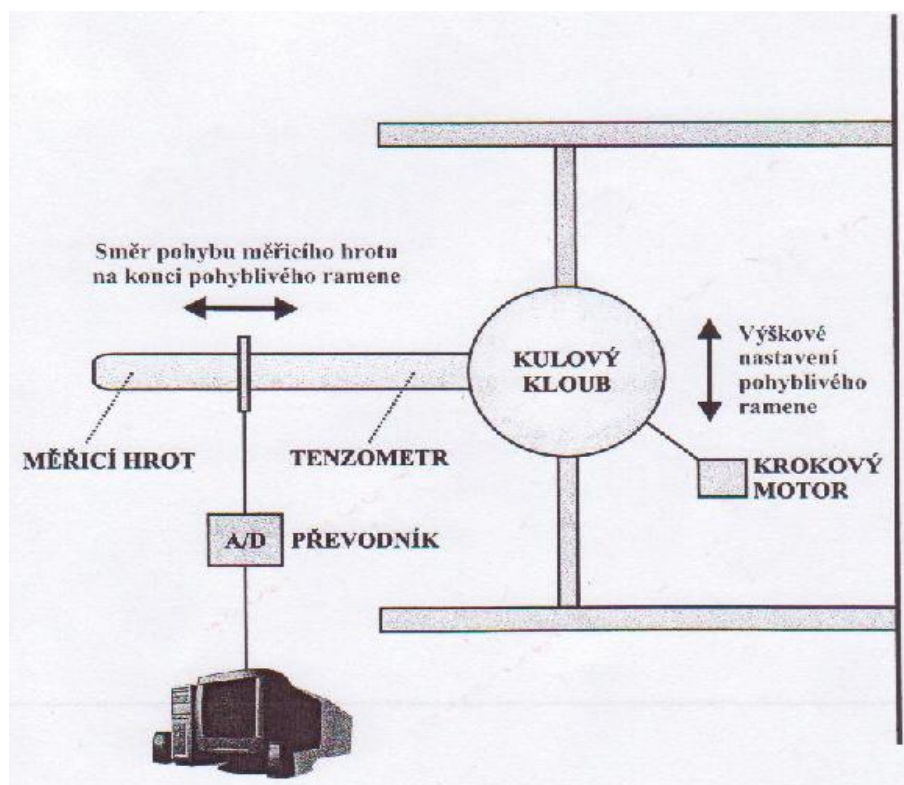 Směr pohybu měřicího hrotu
na konci pohyblivého ramene
KULOVÝ
KLOUB
Výškové
nastavení
pohyblivého
ramene
MĚŘICÍ HROT
TENZOMETR
KROKOVÝ
MOTOR
A/D
PŘEVODNÍK